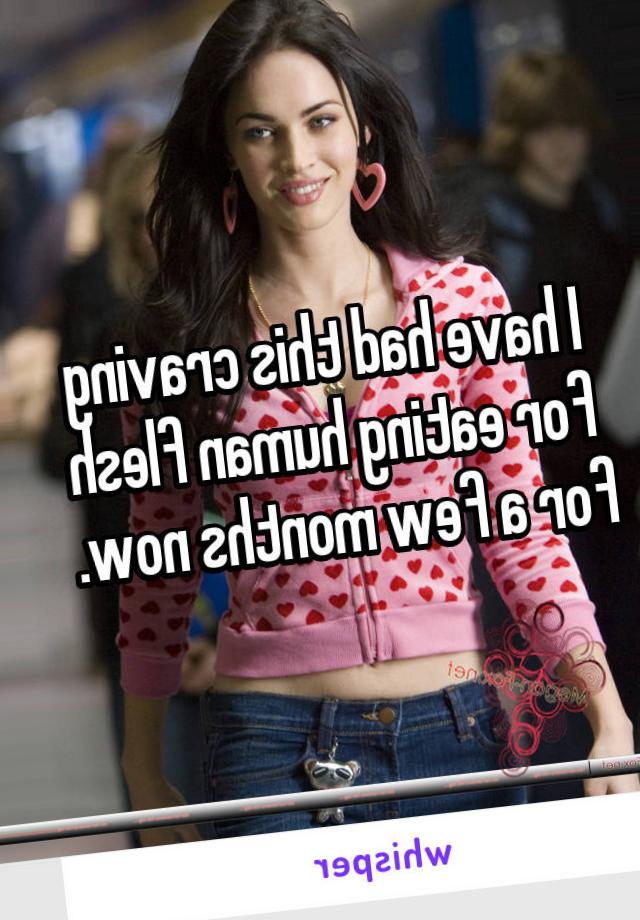 I have had this craving
for eating human flesh
for a few months now.
whisper